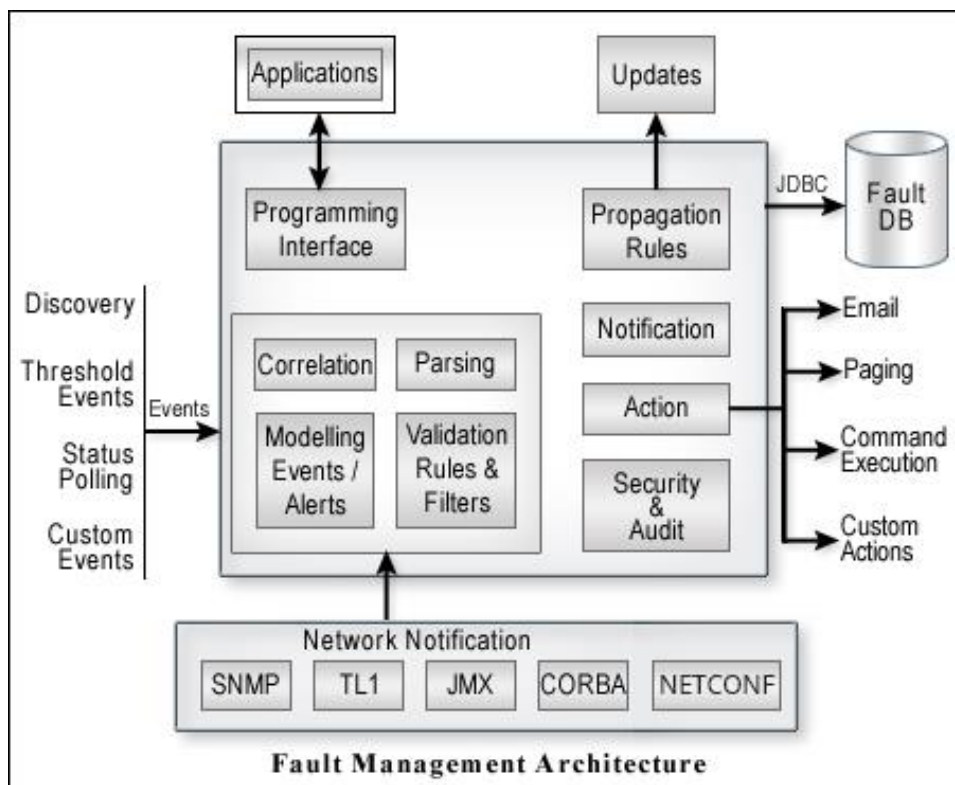 Applications
Updates
Programming
Interface
Propagation
Rules
JDBC
Fault
DB
Discovery
Threshold
Events
Status
Polling
Custom
Events
Events
Correlation
Parsing
Modelling
Events /
Alerts
Validation
Rules &
Filters
Notification
Action
Security
&
Audit
Email
Paging
Command
Execution
Custom
Actions
Network Notification
SNMP
TL1
JMX
CORBA
NETCONF
Fault Management Architecture